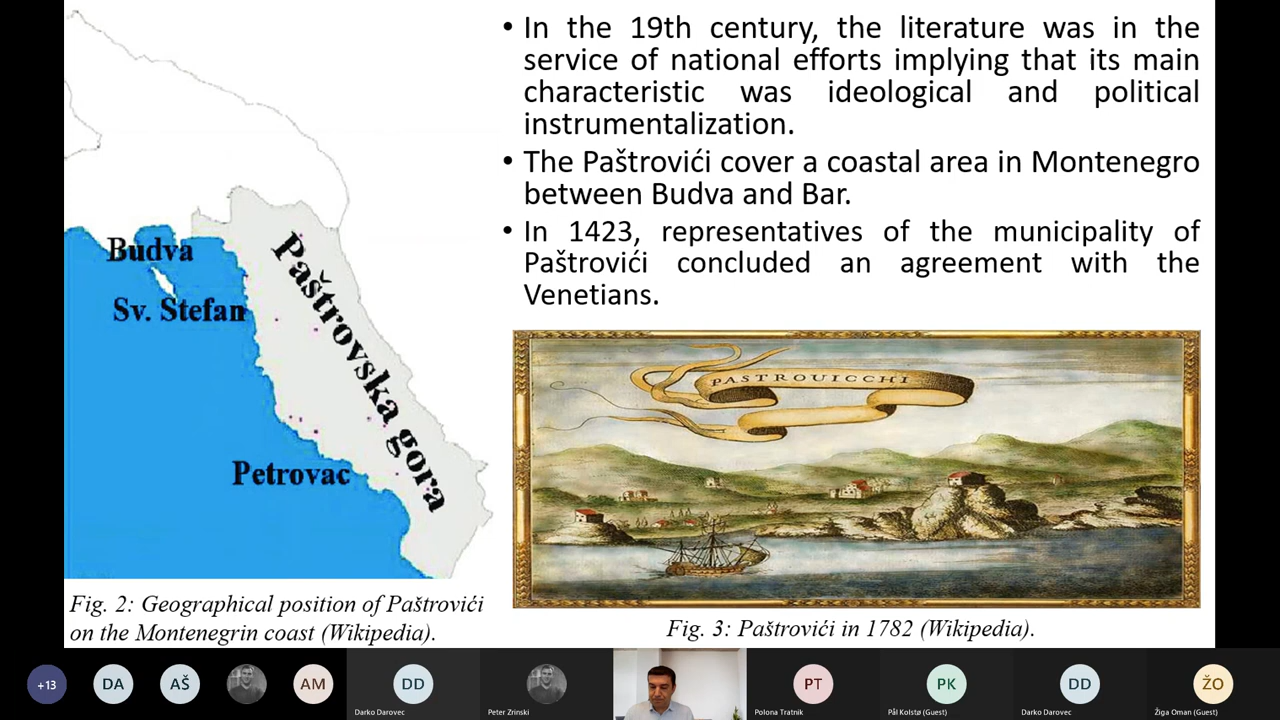 • In the 19th century, the literature was in the
service of national efforts implying that its main
characteristic was ideological and political
instrumentalization.
• The Paštrovići cover a coastal area in Montenegro
between Budva and Bar.
• In 1423, representatives of the municipality of
Paštrovići concluded an agreement with the
Venetians.
Budva
Sv. Stefan
Paštrovska gora
Petrovac
PASTROUICCHI
Fig. 2: Geographical position of Paštrovići
on the Montenegrin coast (Wikipedia).
Fig. 3: Paštrovići in 1782 (Wikipedia).
+13
DA
AŠ
AM
DD
Darko Darovec
Peter Zrinski
PT
Polona Tratnik
PK
Pål Kolstø (Guest)
DD
Darko Darovec
ŽO
Žiga Oman (Guest)